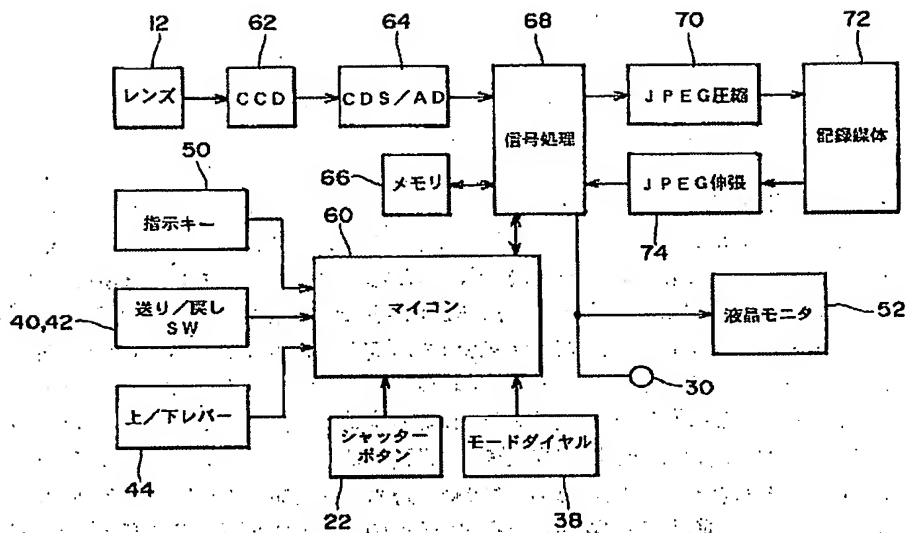 12
62
64
68
70
72
レンズ
CCD
CDS/AD
信号処理
JPEG圧縮
記録媒体
50
66
メモリ
JPEG伸張
指示キー
60
74
送り/戻し
SW
マイコン
液晶モニタ
52
40,42
30
上/下レバー
シャッター
ボタン
モードダイヤル
44
22
38